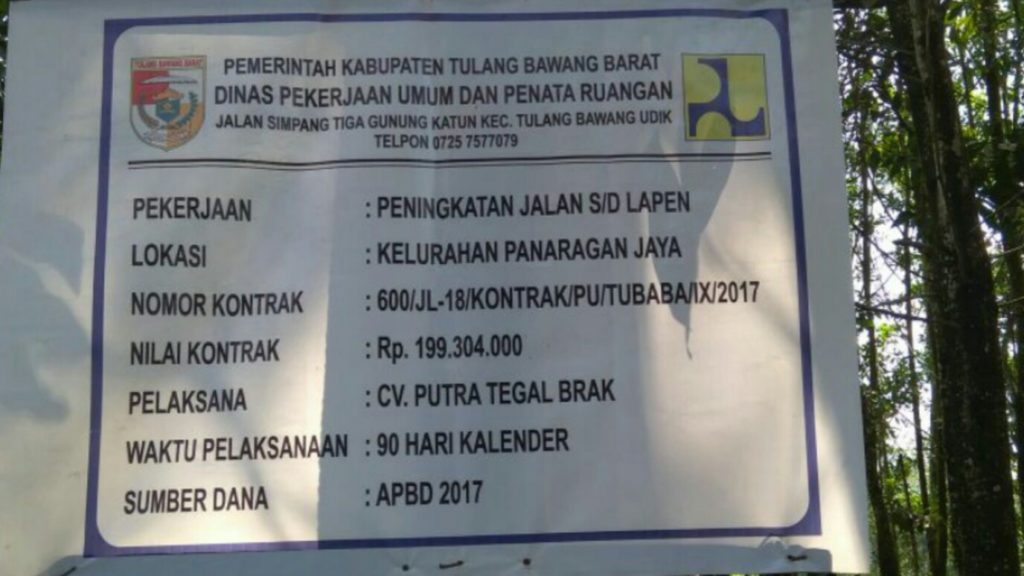 TULANG BAWANG BARAT
PEMERINTAH KABUPATEN TULANG BAWANG BARAT
DINAS PEKERJAAN UMUM DAN PENATA RUANGAN
JALAN SIMPANG TIGA GUNUNG KATUN KEC. TULANG BAWANG UDIK
TELPON 0725 7577079
PEKERJAAN : PENINGKATAN JALAN S/D LAPEN
LOKASI : KELURAHAN PANARAGAN JAYA
NOMOR KONTRAK : 600/JL-18/KONTRAK/PU/TUBABA/IX/2017
NILAI KONTRAK : Rp. 199.304.000
PELAKSANA : CV. PUTRA TEGAL BRAK
WAKTU PELAKSANAAN : 90 HARI KALENDER
SUMBER DANA : APBD 2017